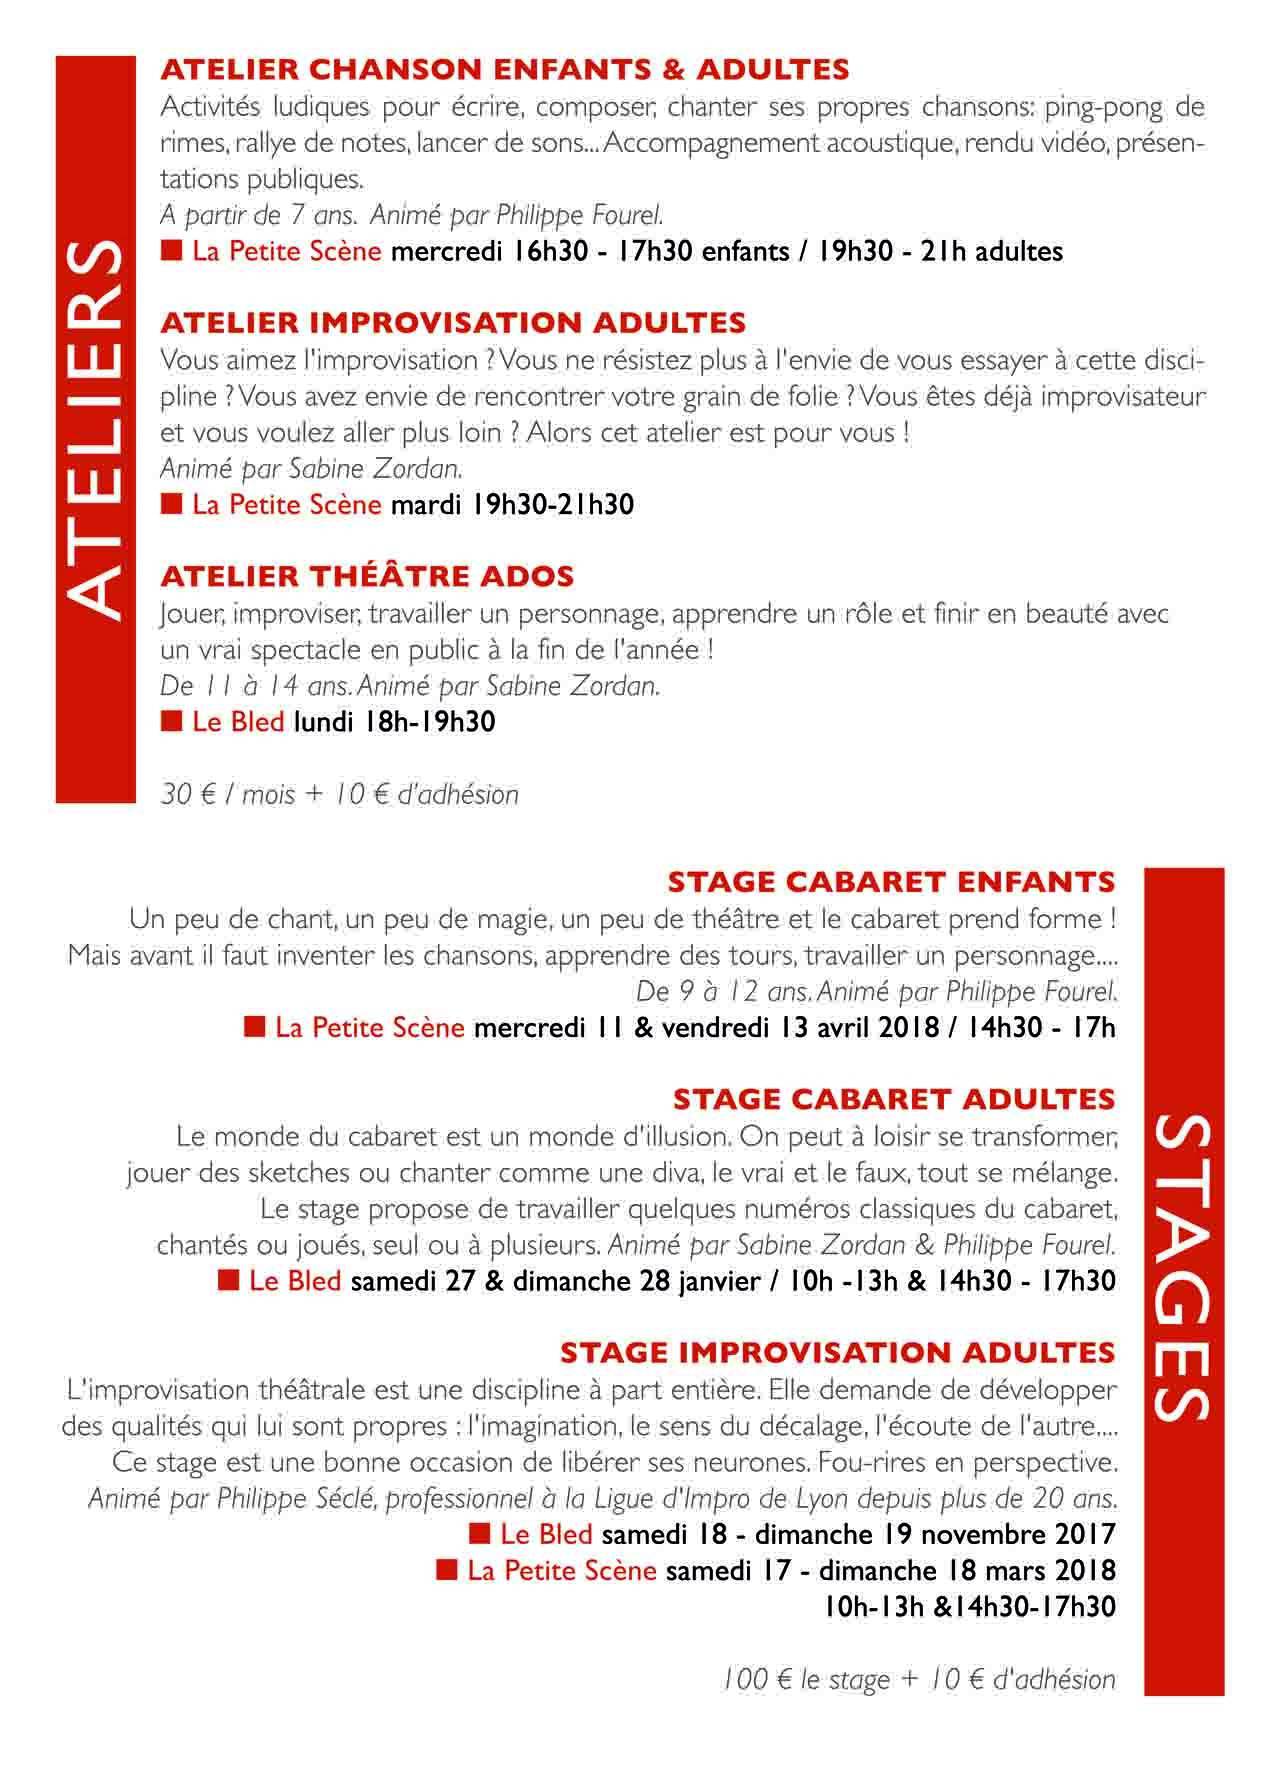 ATELIERS
ATELIER CHANSON ENFANTS & ADULTES
Activités ludiques pour écrire, composer, chanter ses propres chansons: ping-pong de
rimes, rallye de notes, lancer de sons... Accompagnement acoustique, rendu vidéo, présen-
tations publiques.
A partir de 7 ans. Animé par Philippe Fourel.
■ La Petite Scène mercredi 16h30 - 17h30 enfants / 19h30 - 21h adultes
ATELIER IMPROVISATION ADULTES
Vous aimez l'improvisation ? Vous ne résistez plus à l'envie de vous essayer à cette disci-
pline ? Vous avez envie de rencontrer votre grain de folie ? Vous êtes déjà improvisateur
et vous voulez aller plus loin ? Alors cet atelier est pour vous !
Animé par Sabine Zordan.
■ La Petite Scène mardi 19h30-21h30
ATELIER THÉÂTRE ADOS
Jouer, improviser, travailler un personnage, apprendre un rôle et finir en beauté avec
un vrai spectacle en public à la fin de l'année !
De 11 à 14 ans. Animé par Sabine Zordan.
■ Le Bled lundi 18h-19h30
30 € / mois + 10 € d'adhésion
STAGES
STAGE CABARET ENFANTS
Un peu de chant, un peu de magie, un peu de théâtre et le cabaret prend forme !
Mais avant il faut inventer les chansons, apprendre des tours, travailler un personnage....
De 9 à 12 ans. Animé par Philippe Fourel.
■ La Petite Scène mercredi 11 & vendredi 13 avril 2018 / 14h30 - 17h
STAGE CABARET ADULTES
Le monde du cabaret est un monde d'illusion. On peut à loisir se transformer,
jouer des sketches ou chanter comme une diva, le vrai et le faux, tout se mélange.
Le stage propose de travailler quelques numéros classiques du cabaret,
chantés ou joués, seul ou à plusieurs. Animé par Sabine Zordan & Philippe Fourel.
■ Le Bled samedi 27 & dimanche 28 janvier / 10h -13h & 14h30 - 17h30
STAGE IMPROVISATION ADULTES
L'improvisation théâtrale est une discipline à part entière. Elle demande de développer
des qualités qui lui sont propres : l'imagination, le sens du décalage, l'écoute de l'autre....
Ce stage est une bonne occasion de libérer ses neurones. Fou-rires en perspective.
Animé par Philippe Séclé, professionnel à la Ligue d'Impro de Lyon depuis plus de 20 ans.
■ Le Bled samedi 18 - dimanche 19 novembre 2017
■ La Petite Scène samedi 17 - dimanche 18 mars 2018
10h-13h &14h30-17h30
100 € le stage + 10 € d'adhésion